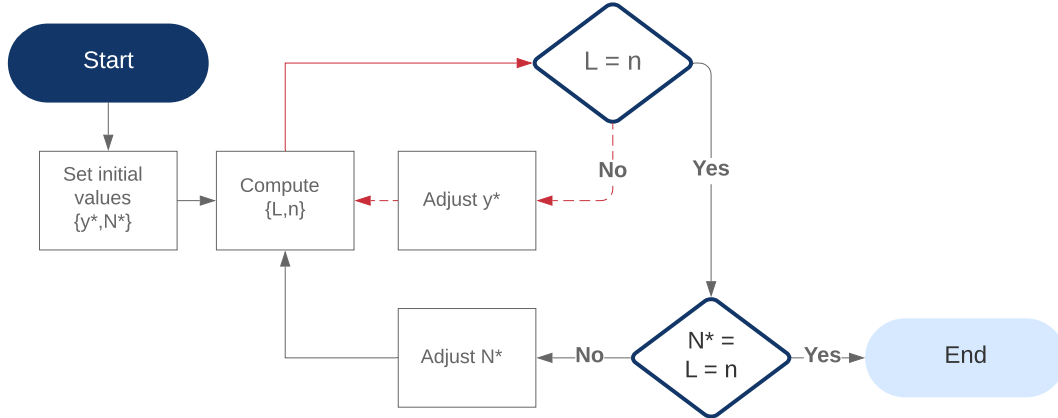 Start
L = n
Set initial
values
{y*,N*}
Compute
{L,n}
Adjust y*
No
Yes
Adjust N*
No
N* =
L = n
Yes
End